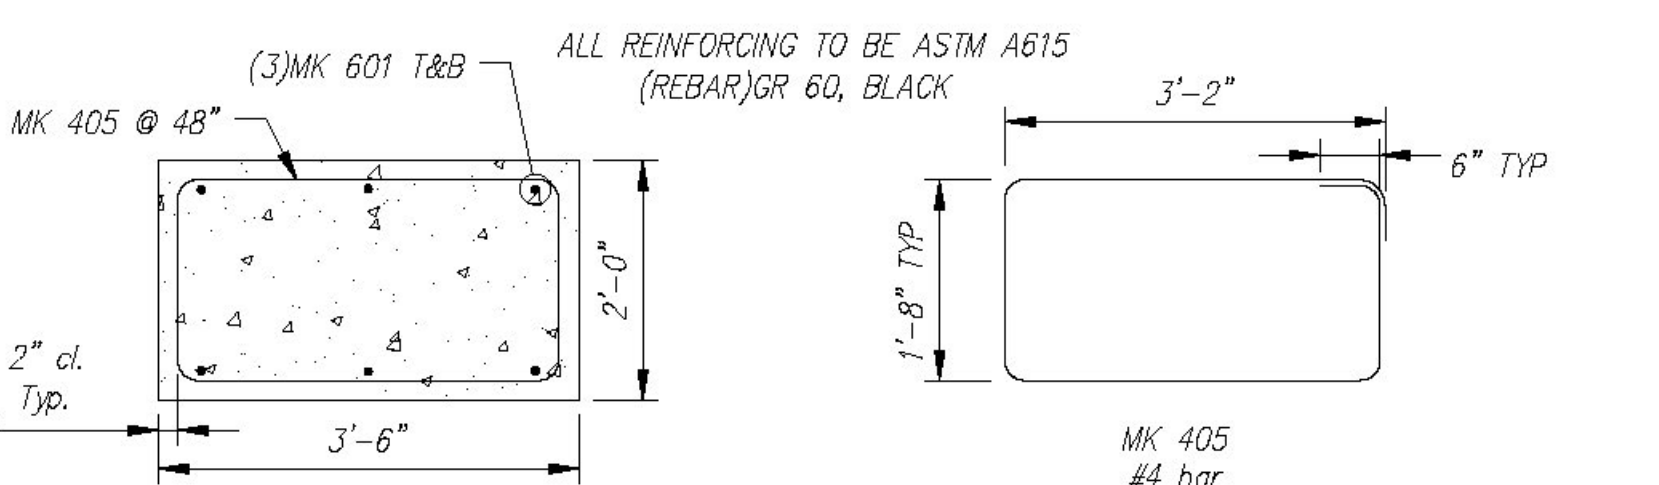 ALL REINFORCING TO BE ASTM A615
(REBAR)GR 60, BLACK
(3)MK 601 T&B
MK 405 @ 48"
2'-0"
2" cl.
Typ.
3'-6"
3'-2"
6" TYP
1'-8" TYP
MK 405
#4 bar